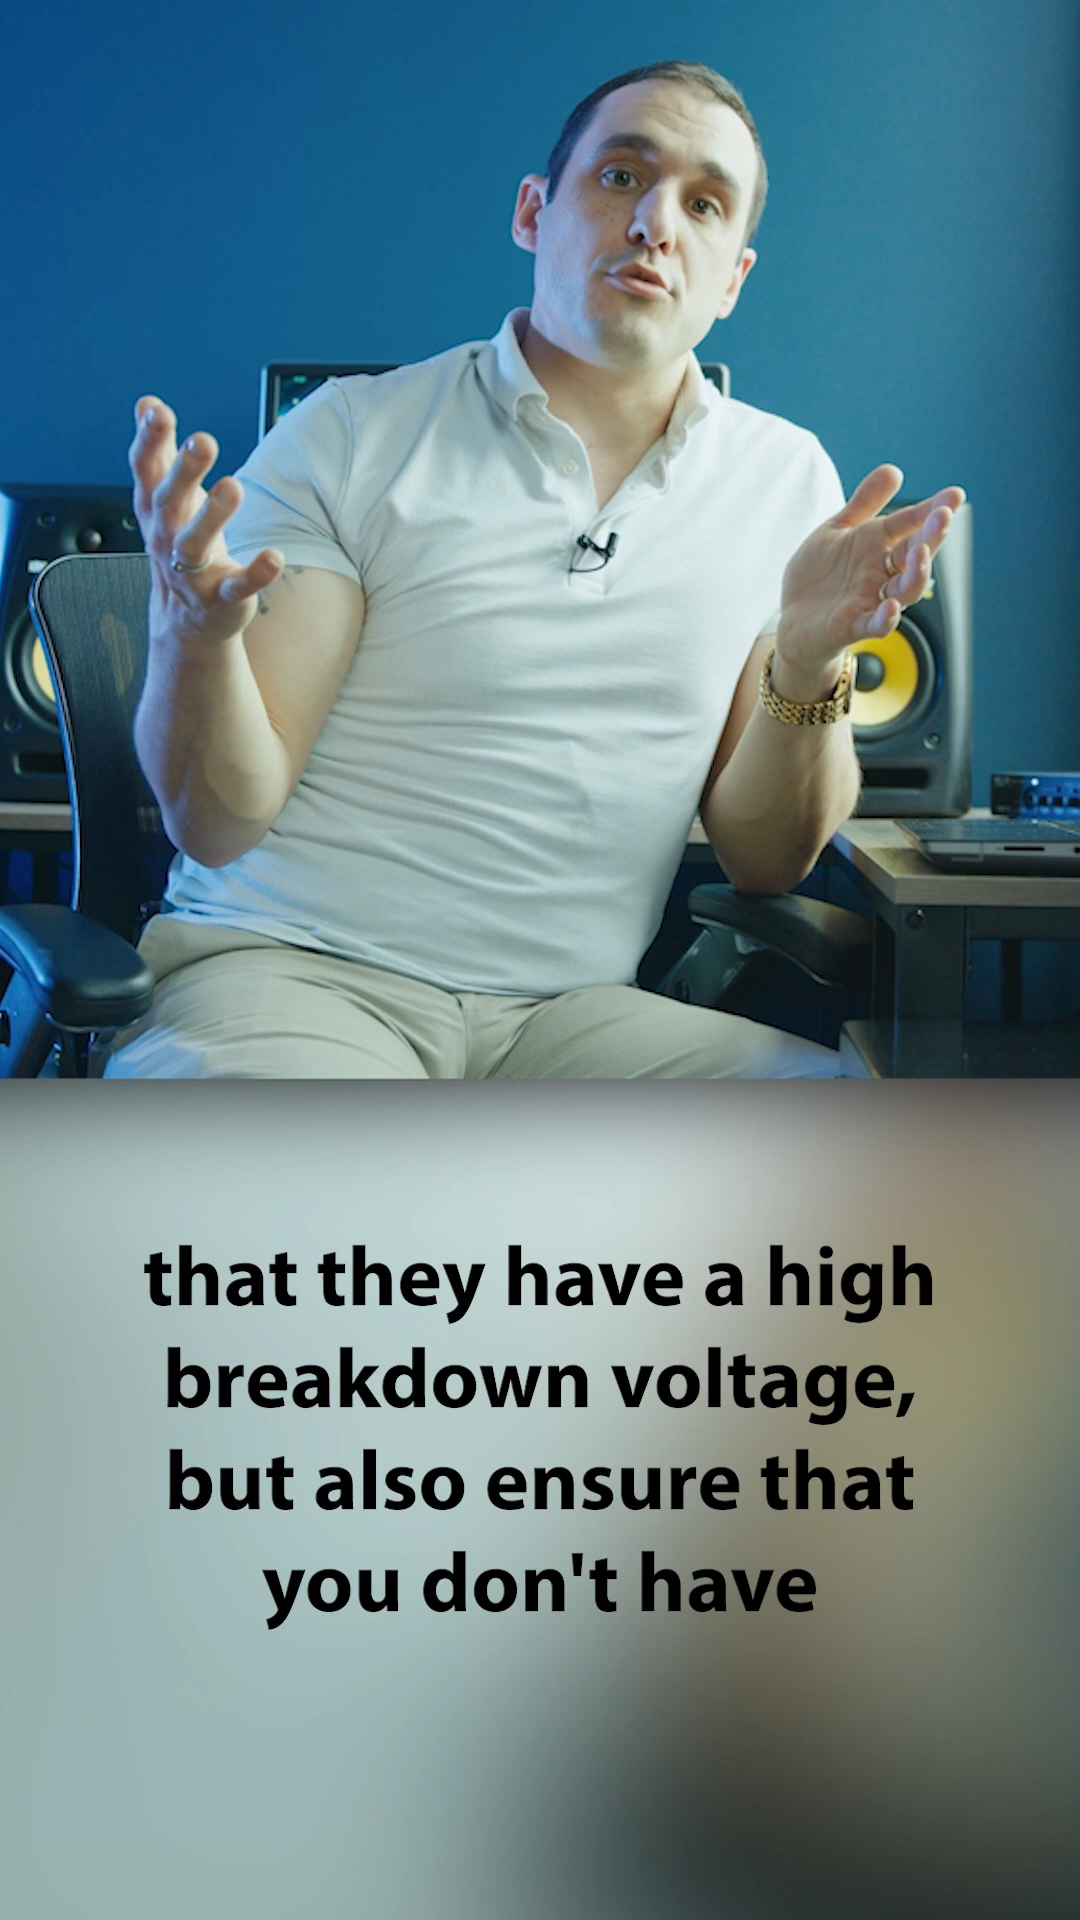 that they have a high
breakdown voltage,
but also ensure that
you don't have